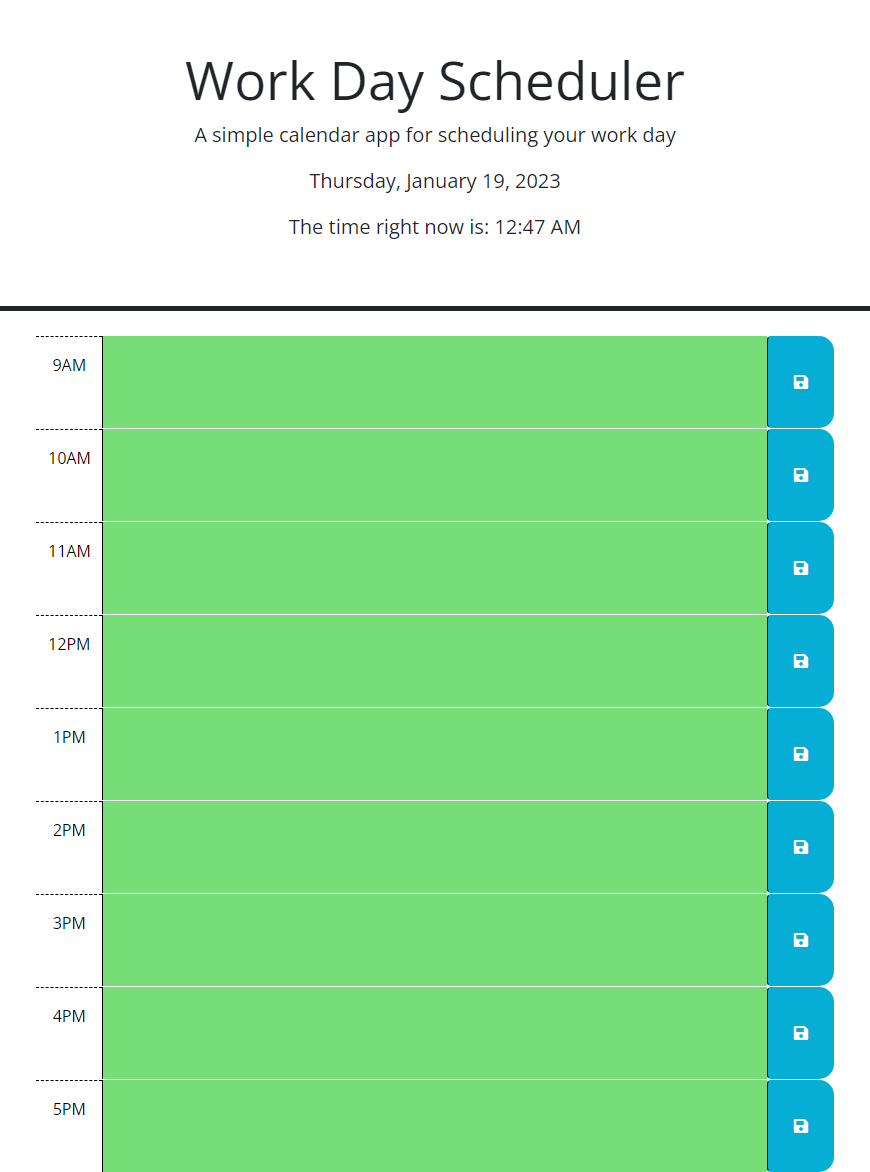 Work Day Scheduler
A simple calendar app for scheduling your work day
Thursday, January 19, 2023
The time right now is: 12:47 AM
9AM
10AM
11AM
12PM
1PM
2PM
3PM
4PM
5PM